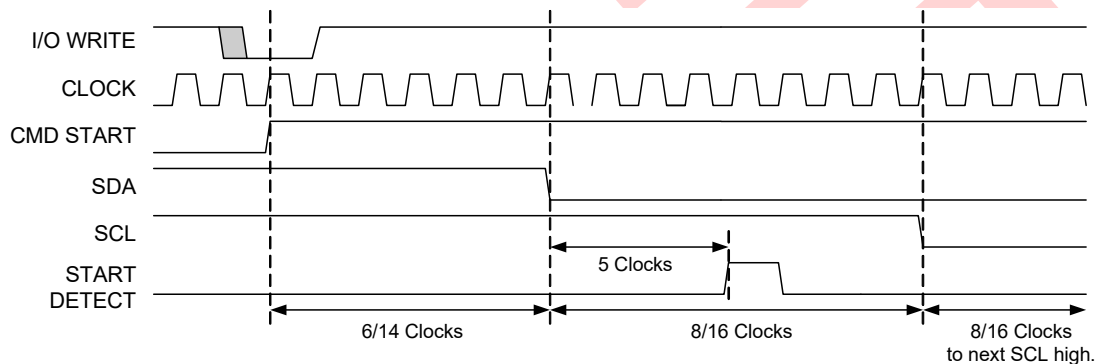 I/O WRITE
CLOCK
CMD START
SDA
SCL
START
DETECT
5 Clocks
6/14 Clocks
8/16 Clocks
8/16 Clocks
to next SCL high.